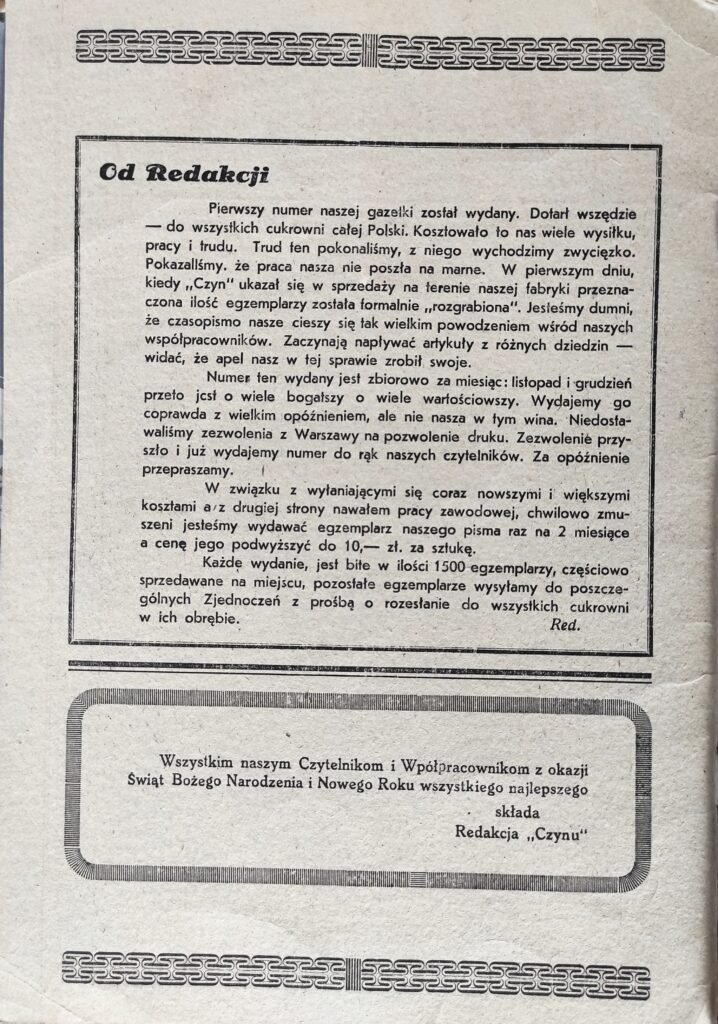 Od Redakcji
Pierwszy numer naszej gazetki został wydany. Dotarł wszędzie
— do wszystkich cukrowni całej Polski. Kosztowało to nas wiele wysiłku,
pracy i trudu. Trud ten pokonaliśmy, z niego wychodzimy zwycięzko.
Pokazaliśmy. że praca nasza nie poszła na marne. W pierwszym dniu,
kiedy „Czyn" ukazał się w sprzedaży na terenie naszej fabryki przezna-
czona ilość egzemplarzy została formalnie „rozgrabiona". Jesteśmy dumni,
że czasopismo nasze cieszy się tak wielkim powodzeniem wśród naszych
współpracowników. Zaczynają napływać artykuły z różnych dziedzin —
widać, że apel nasz w tej sprawie zrobił swoje.
Numer ten wydany jest zbiorowo za miesiąc: listopad i grudzień
przeto jest o wiele bogatszy o wiele wartościowszy. Wydajemy go
coprawda z wielkim opóźnieniem, ale nie nasza w tym wina. Niedosta-
waliśmy zezwolenia z Warszawy na pozwolenie druku. Zezwolenie przy-
szło i już wydajemy numer do rąk naszych czytelników. Za opóźnienie
przepraszamy.
W związku z wyłaniającymi się coraz nowszymi i większymi
kosztami a z drugiej strony nawałem pracy zawodowej, chwilowo zmu-
szeni jesteśmy wydawać egzemplarz naszego pisma raz na 2 miesiące
a cenę jego podwyższyć do 10,— zł. za sztukę.
Każde wydanie, jest bite w ilości 1500 egzemplarzy, częściowo
sprzedawane na miejscu, pozostałe egzemplarze wysyłamy do poszcze-
gólnych Zjednoczeń z prośbą o rozesłanie do wszystkich cukrowni
w ich obrębie.
Red.
Wszystkim naszym Czytelnikom i Wpółpracownikom z okazji
Świąt Bożego Narodzenia i Nowego Roku wszystkiego najlepszego
składa
Redakcja „Czynu"